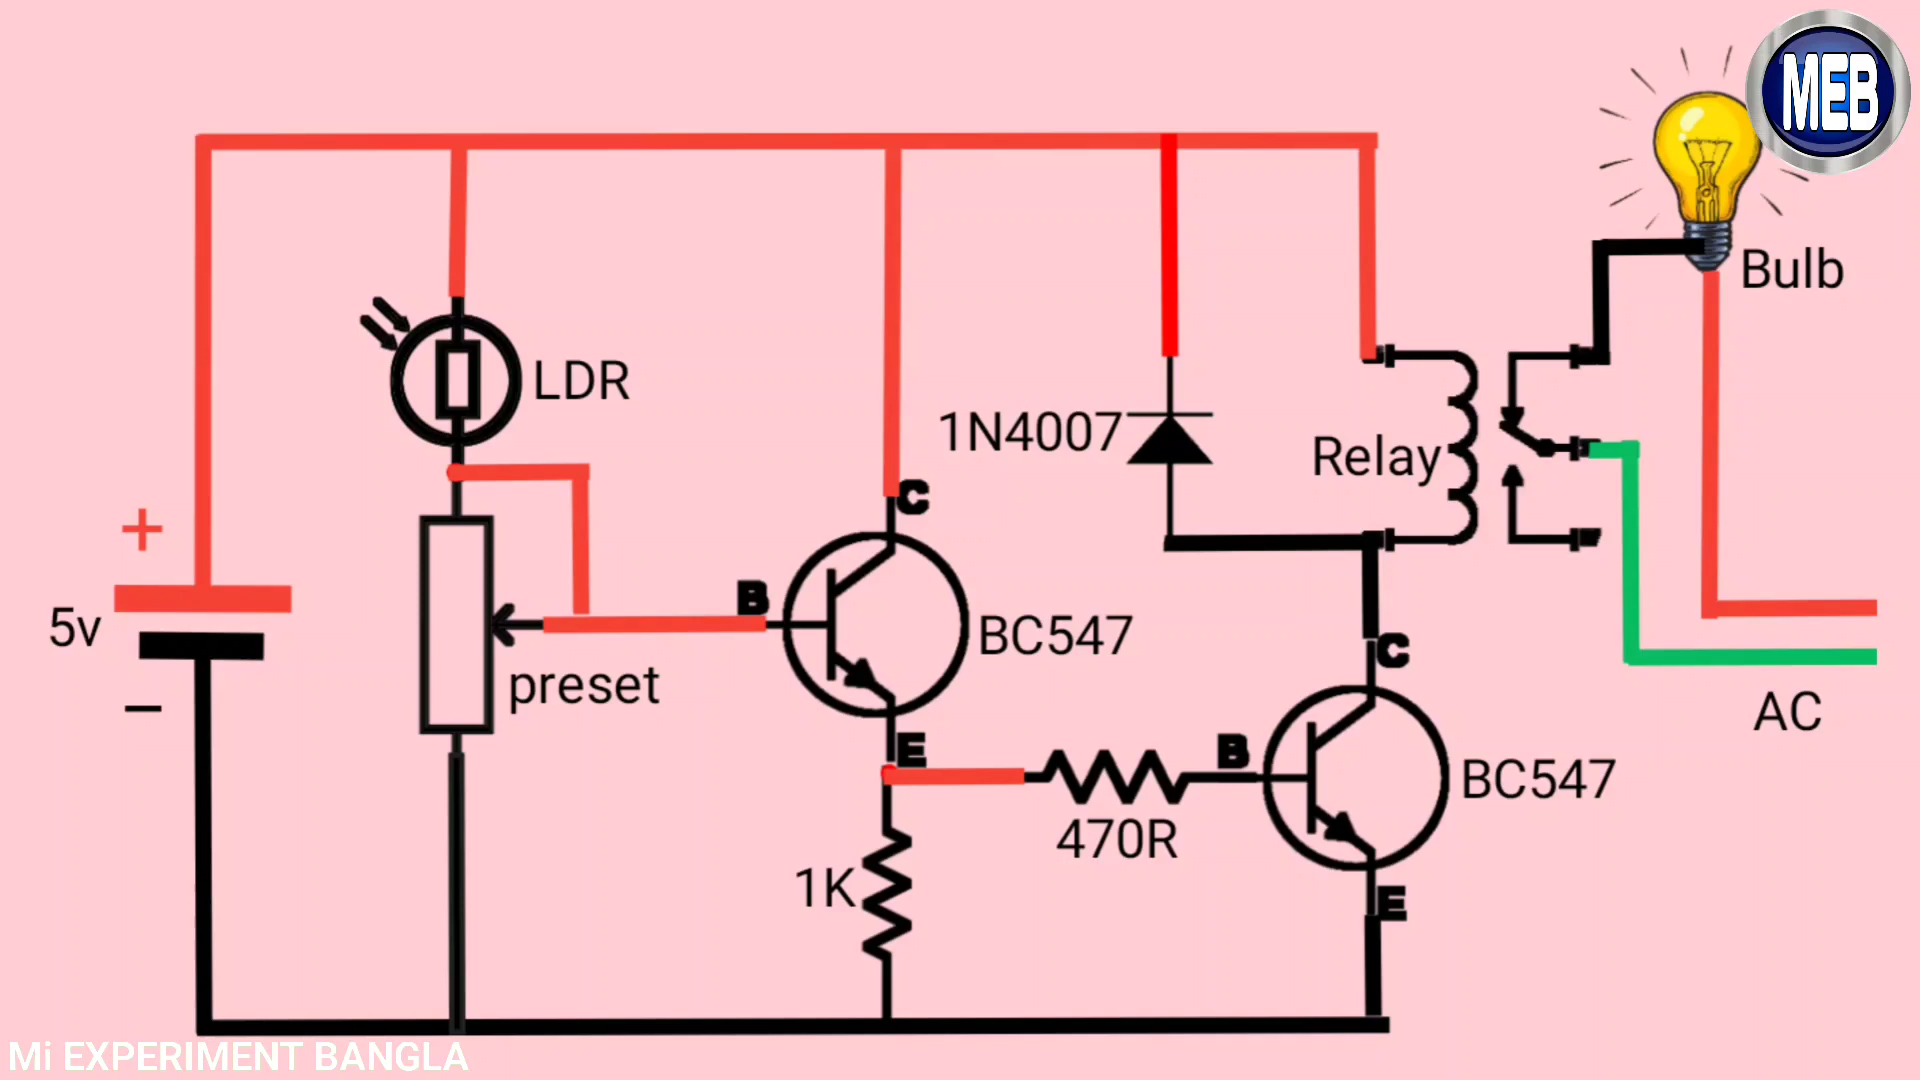 MEB
Bulb
LDR
C
1N4007
Relay
+
5v
–
B
BC547
preset
C
AC
E
B
BC547
470R
1K
E
Mi EXPERIMENT BANGLA